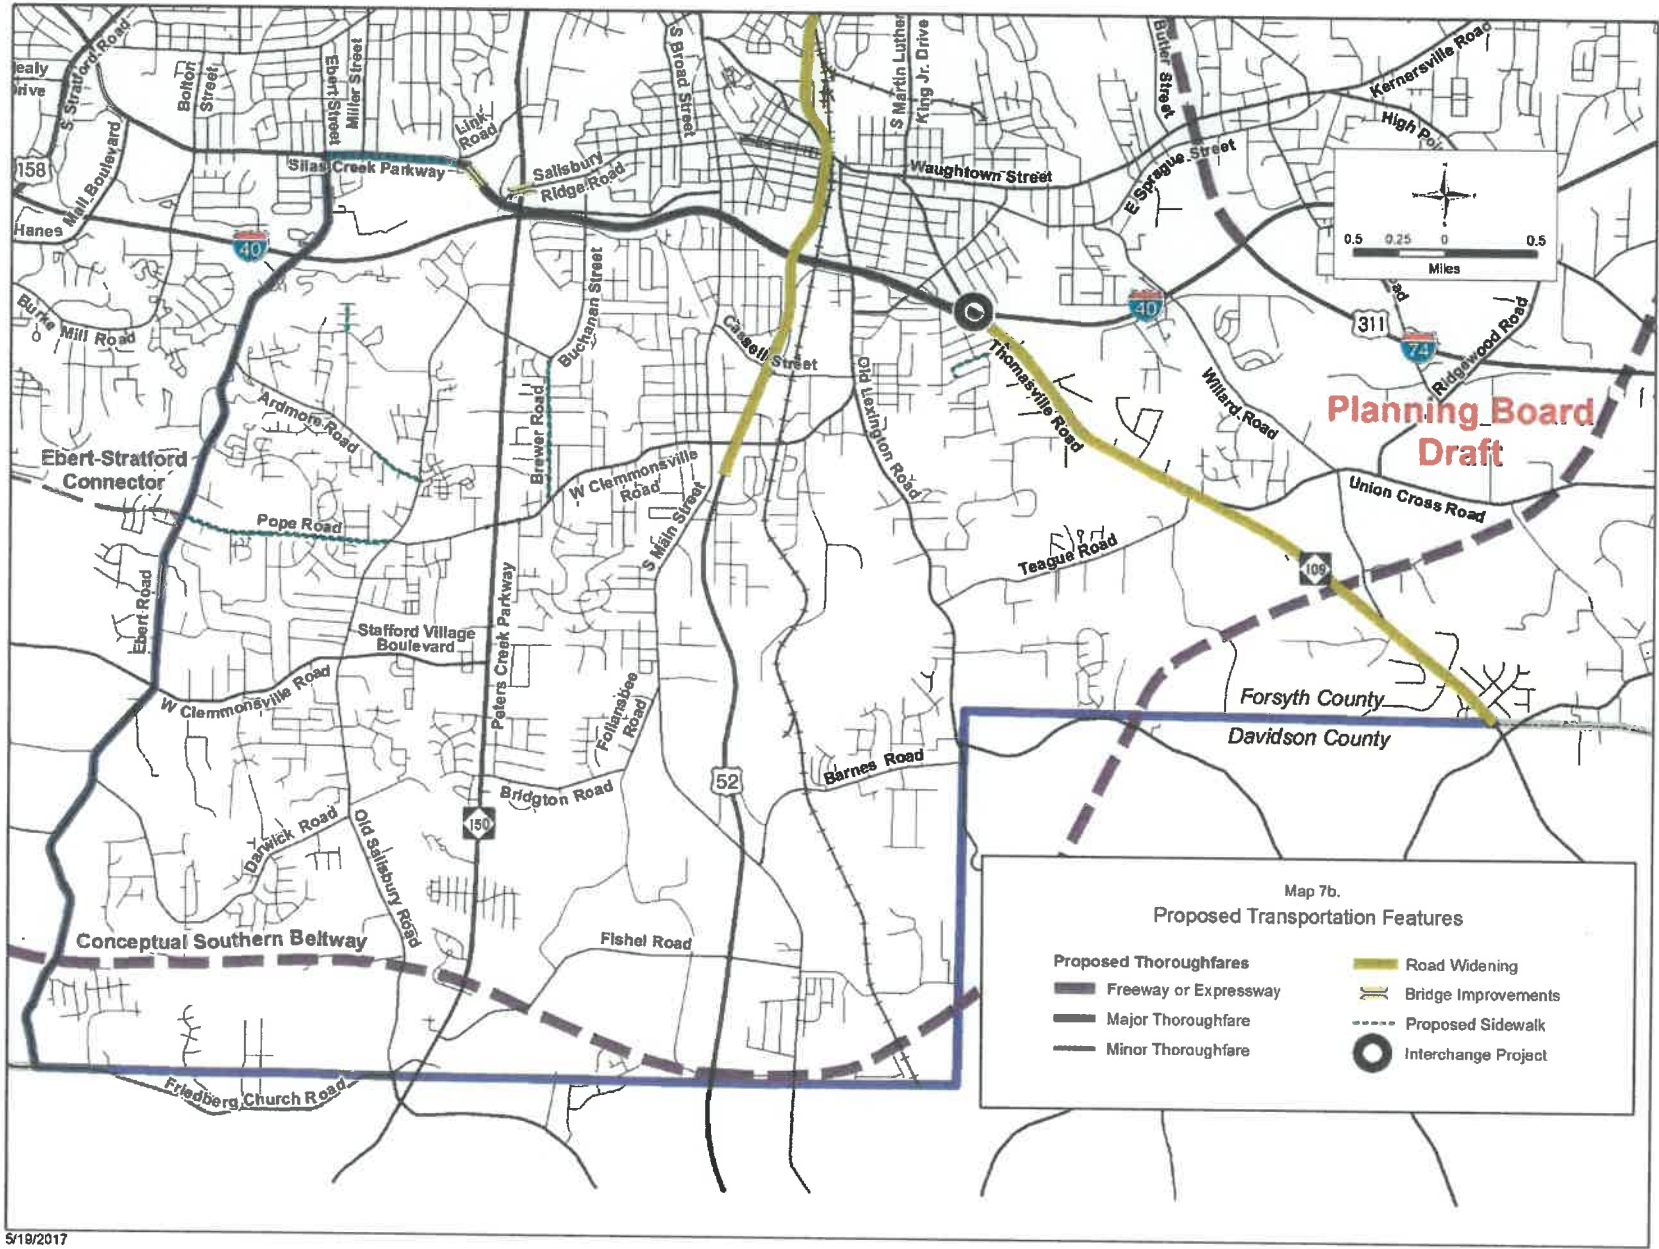 S Stratford Road
ealy
Drive
158
Hanes Mall Boulevard
Bolton
Street
Ebert Street
Miller Street
Link
Road
Silas Creek Parkway
Salisbury
Ridge Road
S Broad Street
S Martin Luther
King Jr. Drive
Waughtown Street
Butler Street
E Sprague Street
Kernersville Road
High Poi
0.5 0.25 0 0.5
Miles
ad
40
40
311
74
Ridgewood Road
Burke Mill Road
Buchanan Street
Cassell Street
Ardmore Road
Brewer Road
Old Lexington Road
Thomasville Road
Willard Road
Planning Board
Draft
Ebert-Stratford
Connector
W Clemmonsville
Road
S Main Street
Union Cross Road
Pope Road
Teague Road
109
Ebert Road
Peters Creek Parkway
Stafford Village
Boulevard
W Clemmonsville Road
Follansbee
Road
Forsyth County
Davidson County
52
Barnes Road
Bridgton Road
150
Darwick Road
Old Salisbury Road
Conceptual Southern Beltway
Fishel Road
Friedberg Church Road
Map 7b.
Proposed Transportation Features
Proposed Thoroughfares
Freeway or Expressway
Major Thoroughfare
Minor Thoroughfare
Road Widening
Bridge Improvements
Proposed Sidewalk
Interchange Project
5/19/2017